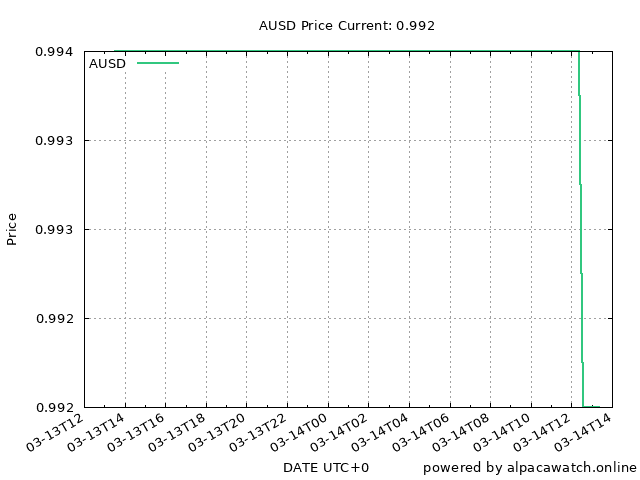 AUSD Price Current: 0.992
AUSD
0.994
0.993
0.993
0.992
0.992
Price
03-13T12
03-13T14
03-13T16
03-13T18
03-13T20
03-13T22
03-14T00
03-14T02
03-14T04
03-14T06
03-14T08
03-14T10
03-14T12
03-14T14
DATE UTC+0
powered by alpacawatch.online